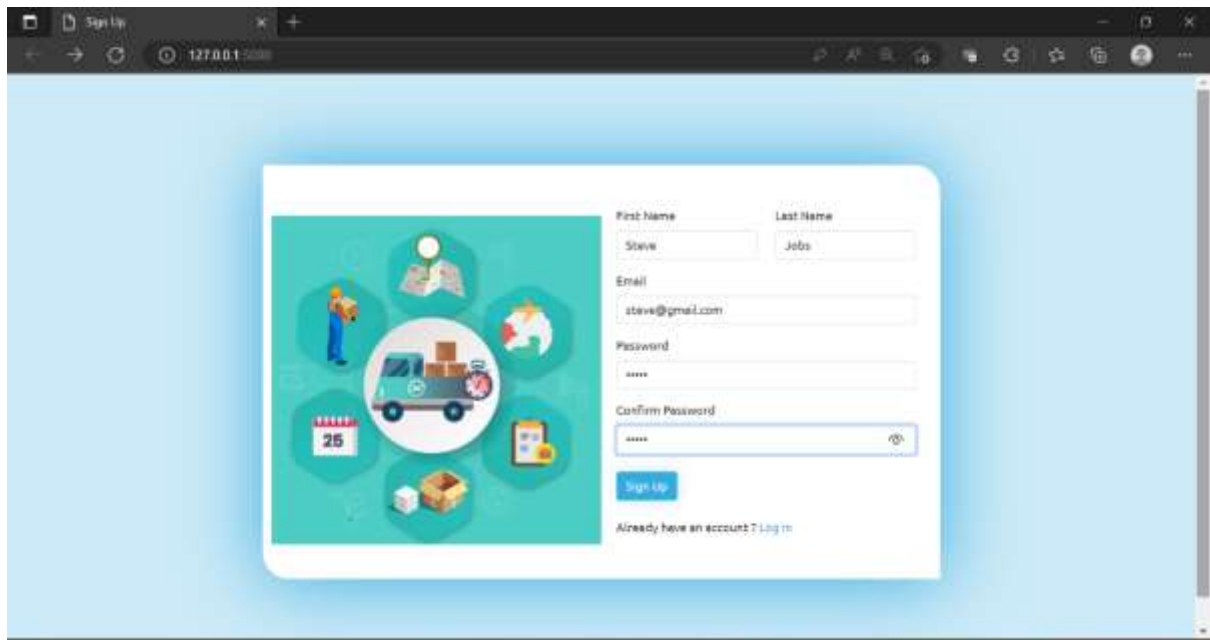 Sign Up
127.0.0.1:5000
First Name Last Name
Steve Jobs
Email
steve@gmail.com
Password
•••••
Confirm Password
•••••
25
Sign Up
Already have an account ? Log in